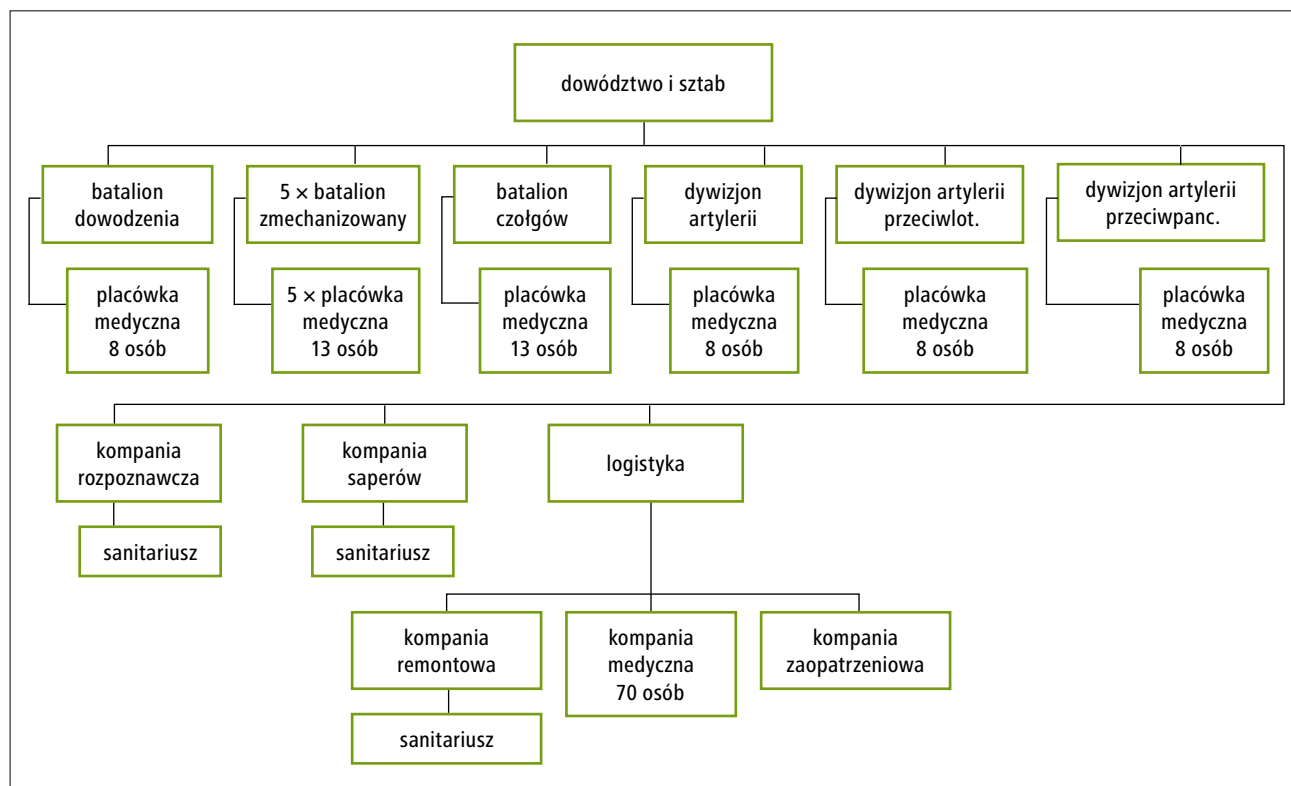 dowództwo i sztab
batalion
dowodzenia
5 × batalion
zmechanizowany
batalion
czołgów
dywizjon
artylerii
dywizjon artylerii
przeciwlot.
dywizjon artylerii
przeciwpanc.
placówka
medyczna
8 osób
5 × placówka
medyczna
13 osób
placówka
medyczna
13 osób
placówka
medyczna
8 osób
placówka
medyczna
8 osób
placówka
medyczna
8 osób
kompania
rozpoznawcza
kompania
saperów
logistyka
sanitariusz
sanitariusz
kompania
remontowa
kompania
medyczna
70 osób
kompania
zaopatrzeniowa
sanitariusz